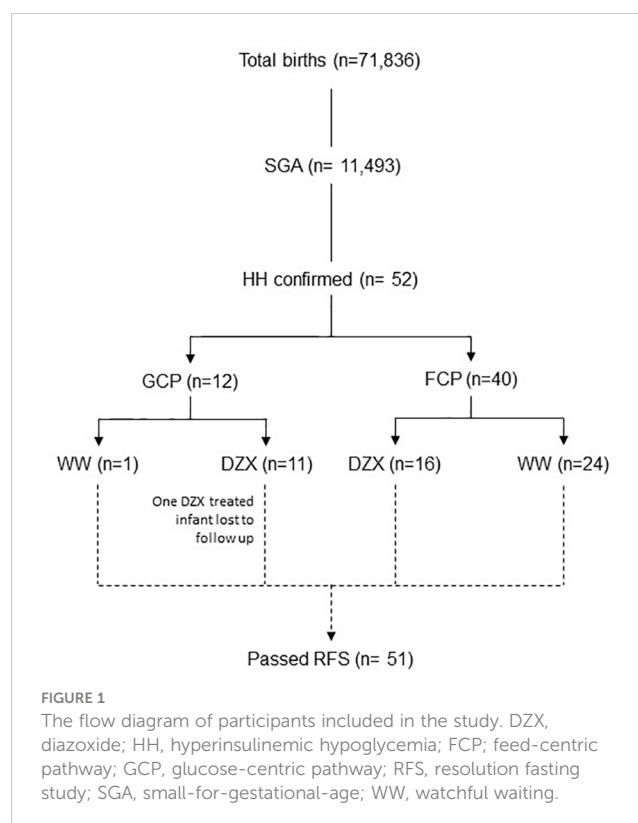 Total births (n=71,836)
SGA (n= 11,493)
HH confirmed (n= 52)
GCP (n=12)
FCP (n=40)
WW (n=1)
DZX (n=11)
DZX (n=16)
WW (n=24)
One DZX treated
infant lost to
follow up
Passed RFS (n= 51)
FIGURE 1
The flow diagram of participants included in the study. DZX,
diazoxide; HH, hyperinsulinemic hypoglycemia; FCP; feed-centric
pathway; GCP, glucose-centric pathway; RFS, resolution fasting
study; SGA, small-for-gestational-age; WW, watchful waiting.